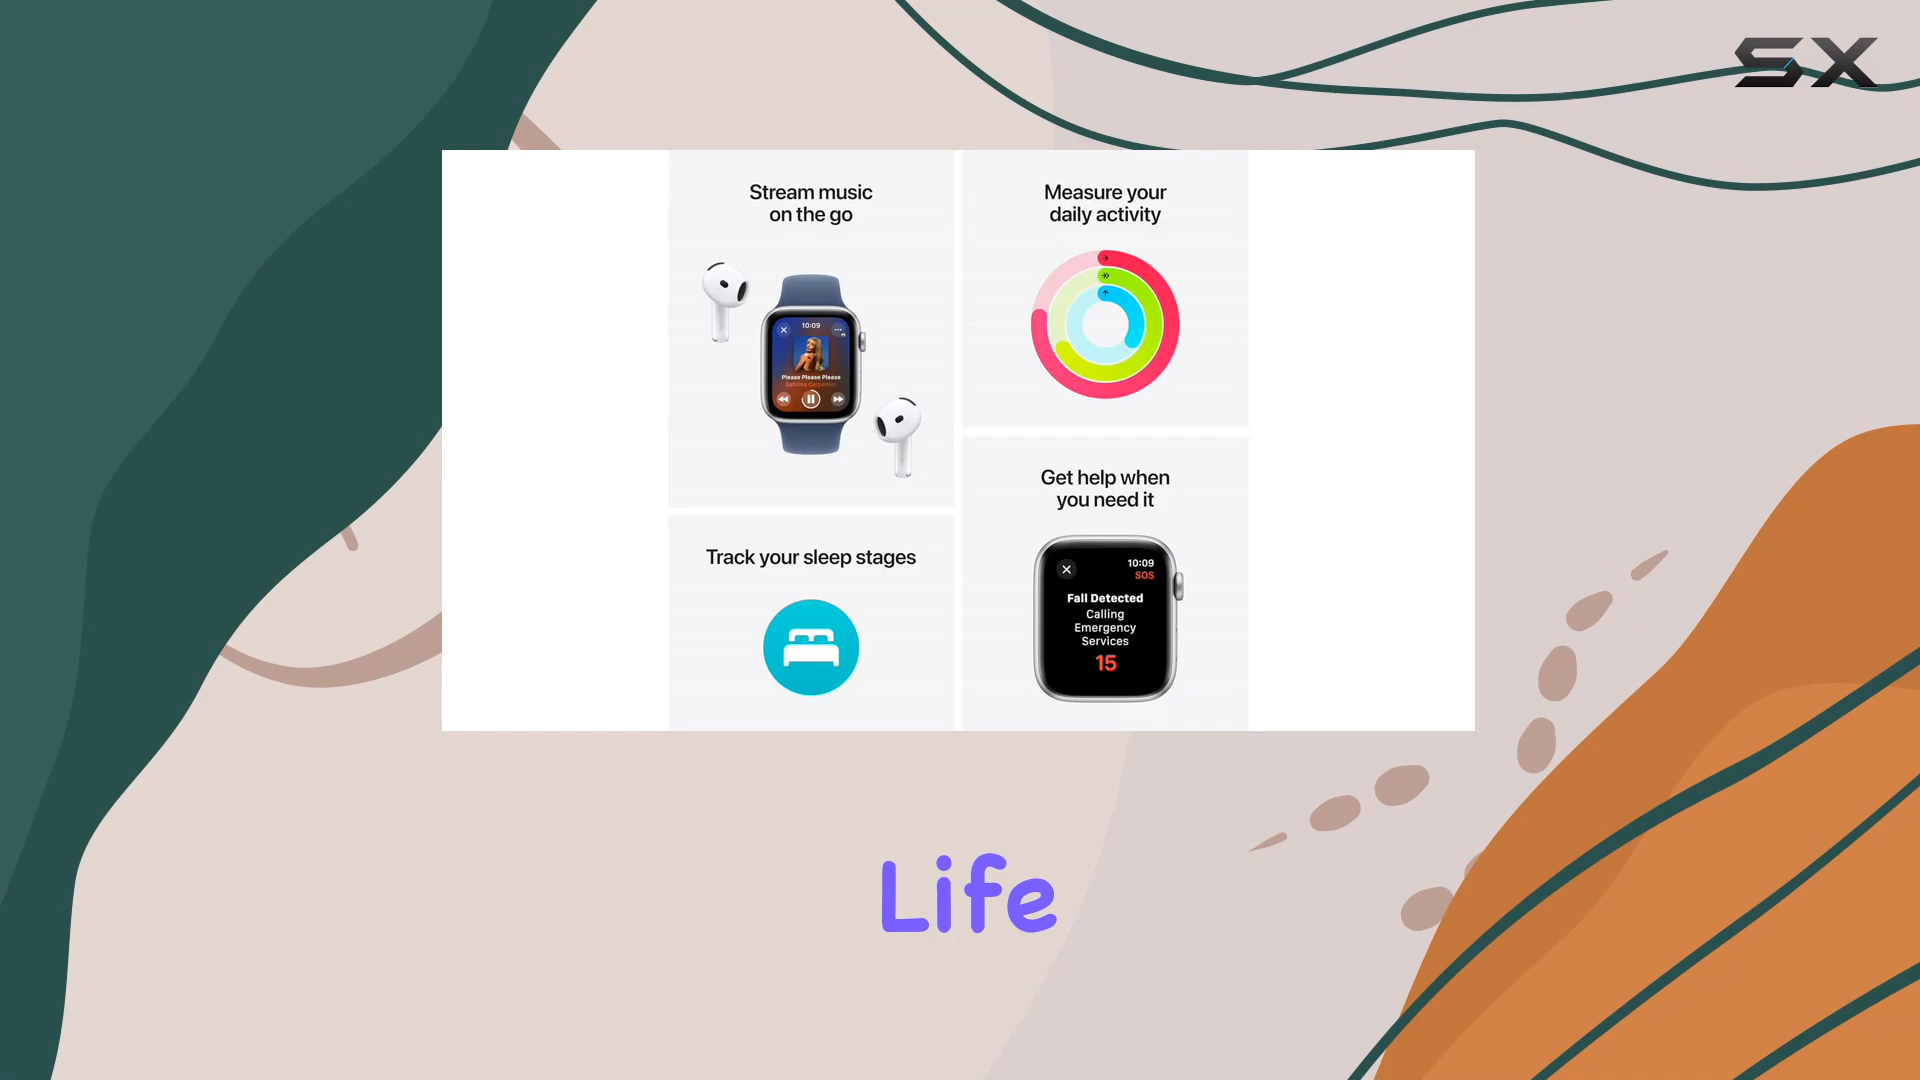 SX
Stream music
on the go
10:09
Please Please Please
Sabrina Carpenter
Measure your
daily activity
Track your sleep stages
Get help when
you need it
10:09
SOS
Fall Detected
Calling
Emergency
Services
15
Life